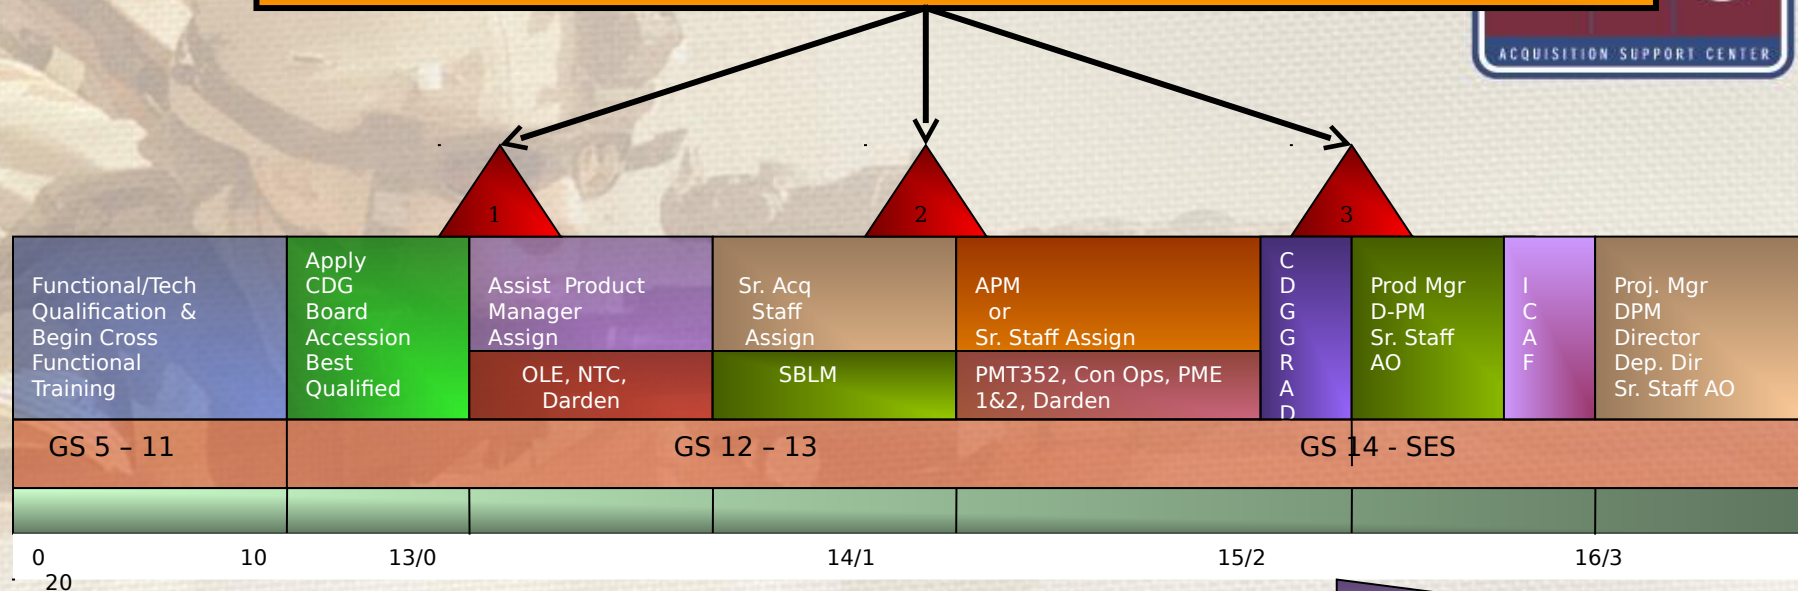 ACQUISITION SUPPORT CENTER
1
2
3
Functional/Tech
Qualification &
Begin Cross
Functional
Training
Apply
CDG
Board
Accession
Best
Qualified
Assist Product
Manager
Assign
OLE, NTC,
Darden
Sr. Acq
Staff
Assign
SBLM
APM
or
Sr. Staff Assign
PMT352, Con Ops, PME
1&2, Darden
C
D
G
G
R
A
D
Prod Mgr
D-PM
Sr. Staff
AO
I
C
A
F
Proj. Mgr
DPM
Director
Dep. Dir
Sr. Staff AO
GS 5 – 11
GS 12 – 13
GS 14 - SES
0 10 13/0 14/1 15/2 16/3
20